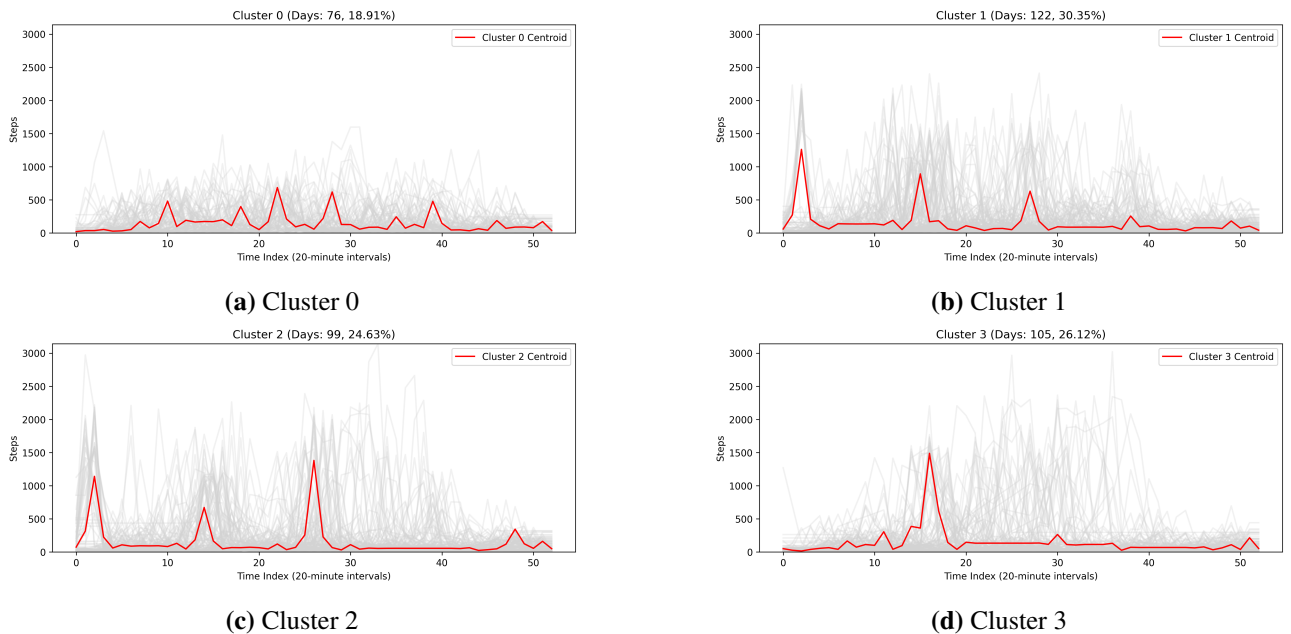 Cluster 0 (Days: 76, 18.91%)
3000
2500
2000
1500
1000
500
0
Steps
Cluster 0 Centroid
0 10 20 30 40 50
Time Index (20-minute intervals)
(a) Cluster 0
Cluster 1 (Days: 122, 30.35%)
3000
2500
2000
1500
1000
500
0
Steps
Cluster 1 Centroid
0 10 20 30 40 50
Time Index (20-minute intervals)
(b) Cluster 1
Cluster 2 (Days: 99, 24.63%)
3000
2500
2000
1500
1000
500
0
Steps
Cluster 2 Centroid
0 10 20 30 40 50
Time Index (20-minute intervals)
(c) Cluster 2
Cluster 3 (Days: 105, 26.12%)
3000
2500
2000
1500
1000
500
0
Steps
Cluster 3 Centroid
0 10 20 30 40 50
Time Index (20-minute intervals)
(d) Cluster 3